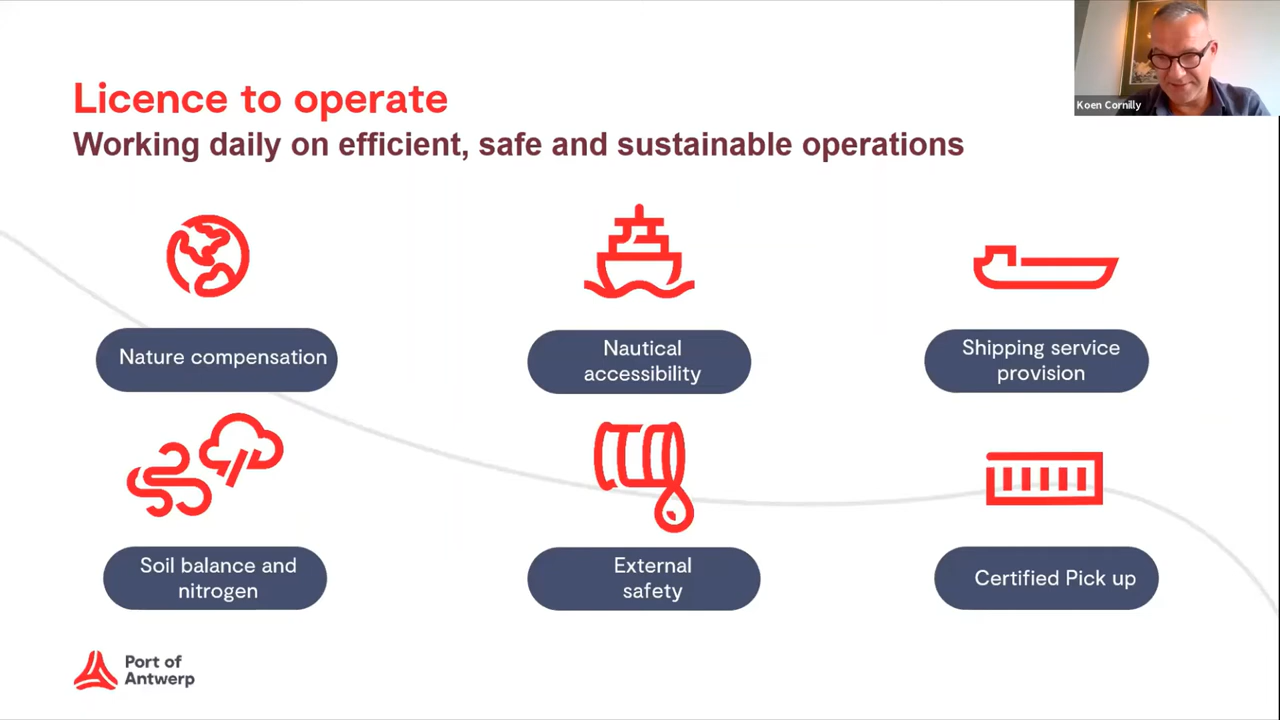 Koen Cornilly
Licence to operate
Working daily on efficient, safe and sustainable operations
Nature compensation
Nautical
accessibility
Shipping service
provision
Soil balance and
nitrogen
External
safety
Certified Pick up
Port of
Antwerp